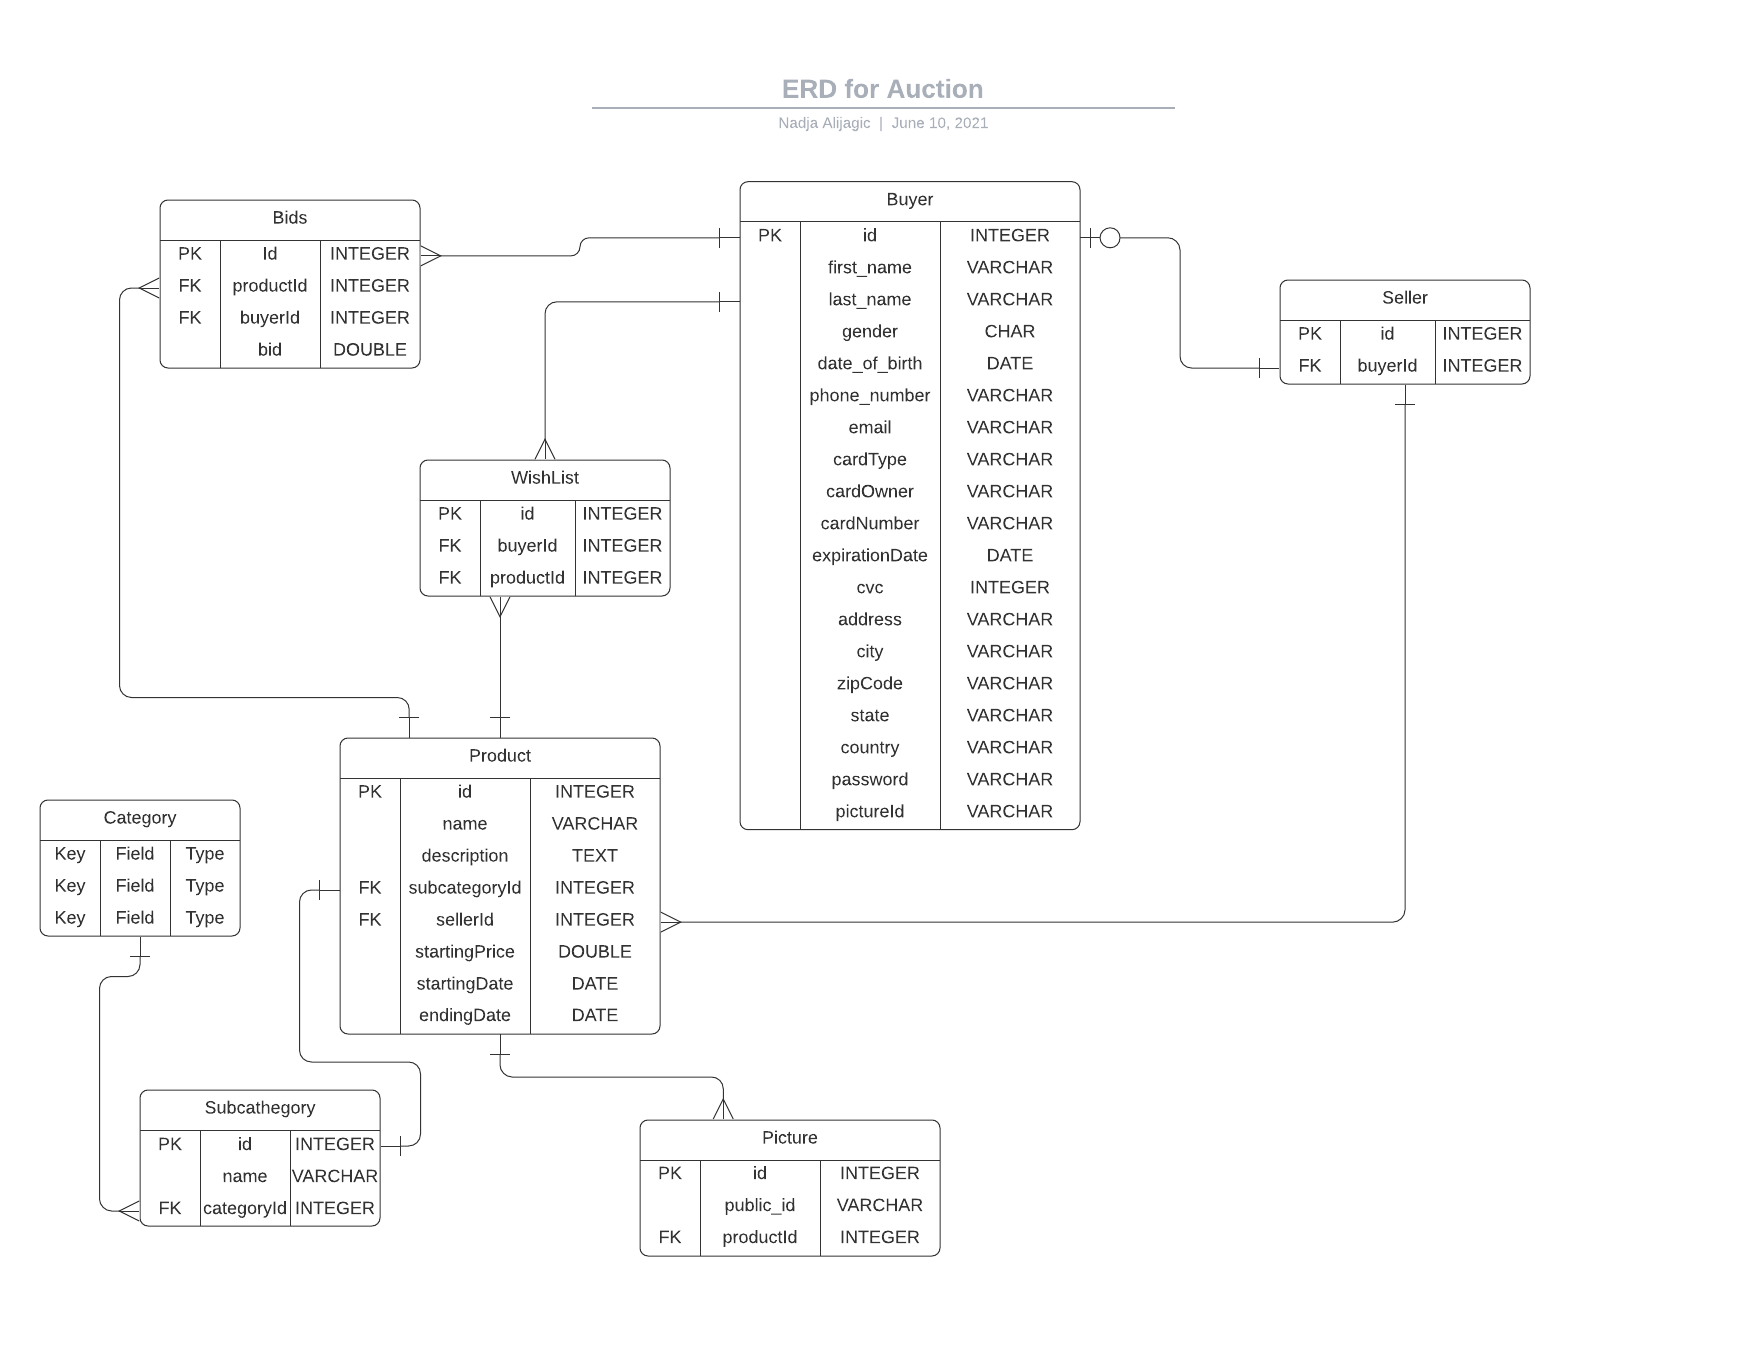 ERD for Auction
Nadja Alijagic | June 10, 2021
Bids
PK Id INTEGER
FK productId INTEGER
FK buyerId INTEGER
bid DOUBLE
Buyer
PK id INTEGER
first_name VARCHAR
last_name VARCHAR
gender CHAR
date_of_birth DATE
phone_number VARCHAR
email VARCHAR
cardType VARCHAR
cardOwner VARCHAR
cardNumber VARCHAR
expirationDate DATE
cvc INTEGER
address VARCHAR
city VARCHAR
zipCode VARCHAR
state VARCHAR
country VARCHAR
password VARCHAR
pictureId VARCHAR
Seller
PK id INTEGER
FK buyerId INTEGER
WishList
PK id INTEGER
FK buyerId INTEGER
FK productId INTEGER
Product
PK id INTEGER
name VARCHAR
description TEXT
FK subcategoryId INTEGER
FK sellerId INTEGER
startingPrice DOUBLE
startingDate DATE
endingDate DATE
Category
Key Field Type
Key Field Type
Key Field Type
Subcathegory
PK id INTEGER
name VARCHAR
FK categoryId INTEGER
Picture
PK id INTEGER
public_id VARCHAR
FK productId INTEGER